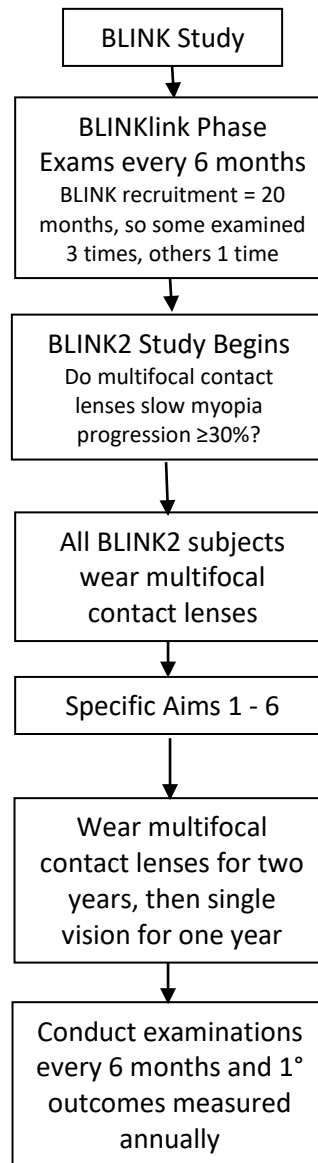 BLINK Study
BLINKlink Phase
Exams every 6 months
BLINK recruitment = 20
months, so some examined
3 times, others 1 time
BLINK2 Study Begins
Do multifocal contact
lenses slow myopia
progression ≥30%?
All BLINK2 subjects
wear multifocal
contact lenses
Specific Aims 1 - 6
Wear multifocal
contact lenses for two
years, then single
vision for one year
Conduct examinations
every 6 months and 1°
outcomes measured
annually